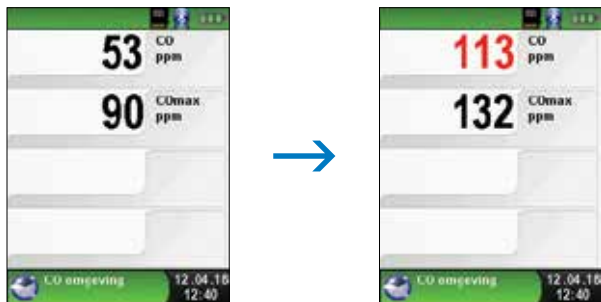 53 CO
ppm
90 COmax
ppm
CO omgeving
12.04.16
12:40
113 CO
ppm
132 COmax
ppm
CO omgeving
12.04.16
12:40